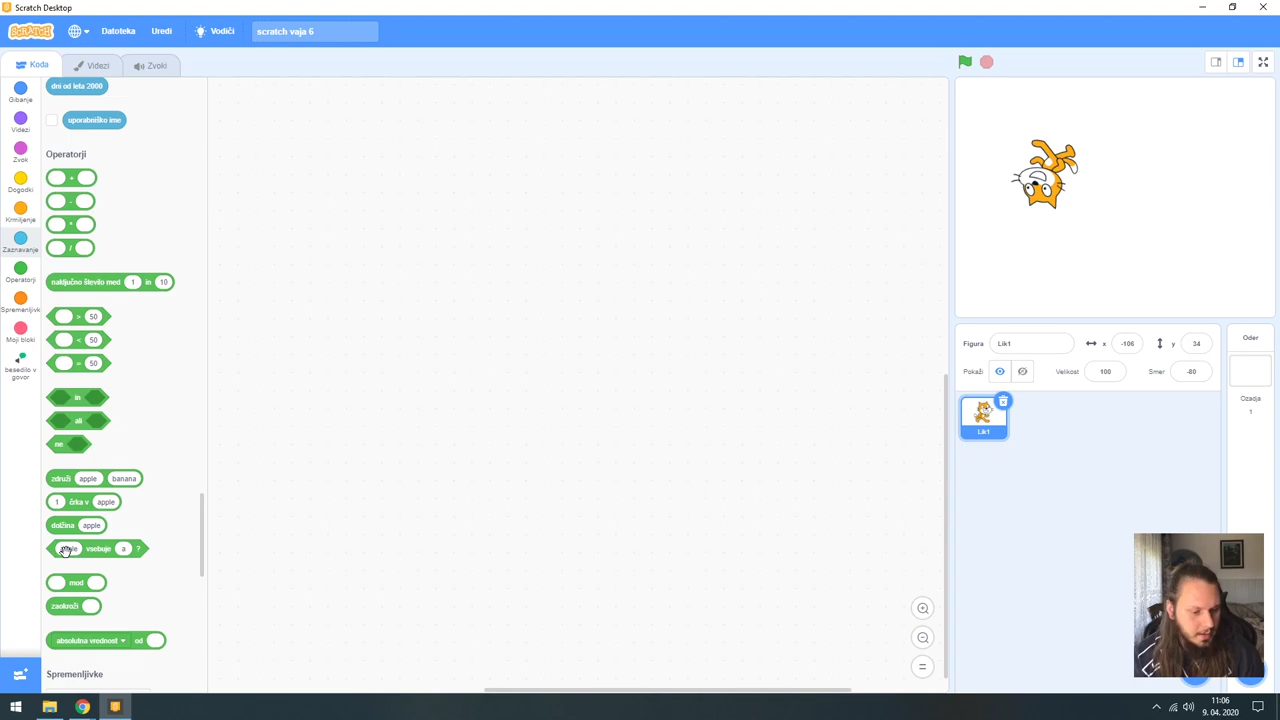 Scratch Desktop
SCRATCH
Datoteka
Uredi
Vodiči
scratch vaja 6
Koda
Videzi
Zvoki
Gibanje
Videzi
Zvok
Dogodki
Krmiljenje
Zaznavanje
Operatorji
Spremenljivk
Moji bloki
besedilo v
govor
dni od leta 2000
uporabniško ime
Operatorji
+
-
*
/
naključno število med 1 in 10
> 50
< 50
= 50
in
ali
ne
združi apple banana
1 črka v apple
dolžina apple
vsebuje a ?
mod
zaokroži
absolutna vrednost od
Spremenljivke
Figura
Lik1
x
-106
y
34
Pokaži
Velikost
100
Smer
-80
Lik1
Oder
Ozadja
1
11:06
9. 04. 2020